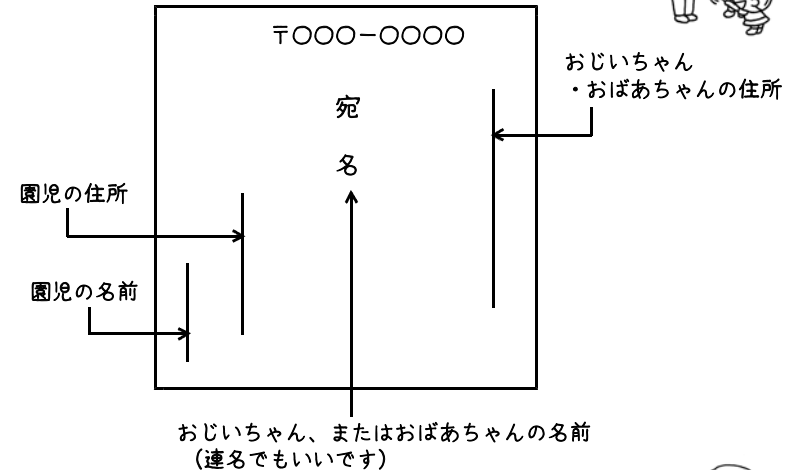 〒○○○－○○○○
おじいちゃん
・おばあちゃんの住所
宛
名
園児の住所
園児の名前
おじいちゃん、またはおばあちゃんの名前
（連名でもいいです）